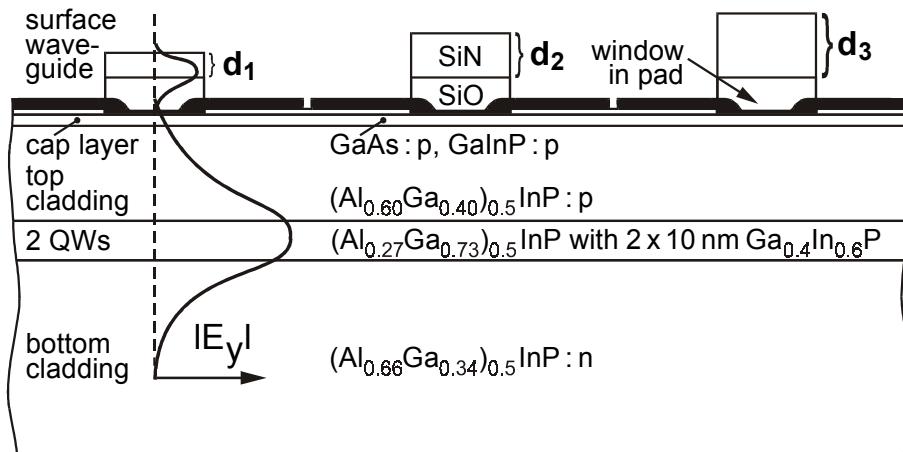 surface
wave-
guide
d₁
SiN
SiO
d₂
window
in pad
d₃
cap layer
GaAs : p, GaInP : p
top
cladding
(Al₀.₆₀Ga₀.₄₀)₀.₅InP : p
2 QWs
(Al₀.₂₇Ga₀.₇₃)₀.₅InP with 2 x 10 nm Ga₀.₄In₀.₆P
bottom
cladding
|E_y|
(Al₀.₆₆Ga₀.₃₄)₀.₅InP : n